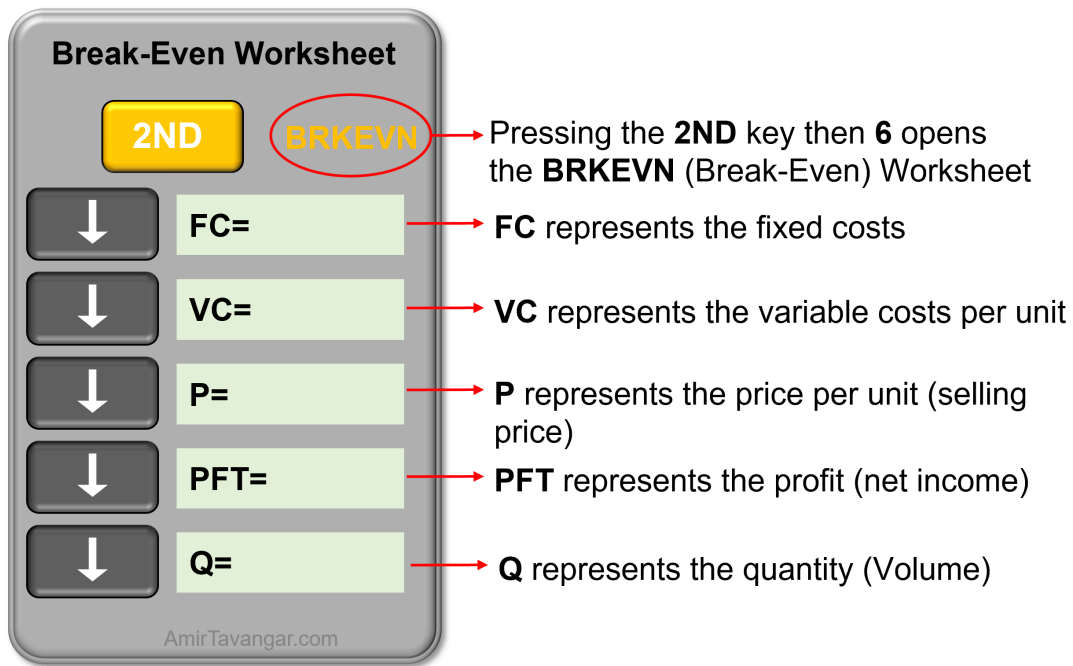 Break-Even Worksheet
2ND
BRKEVN
Pressing the 2ND key then 6 opens
the BRKEVN (Break-Even) Worksheet
↓
FC=
FC represents the fixed costs
↓
VC=
VC represents the variable costs per unit
↓
P=
P represents the price per unit (selling
price)
↓
PFT=
PFT represents the profit (net income)
↓
Q=
Q represents the quantity (Volume)
AmirTavangar.com